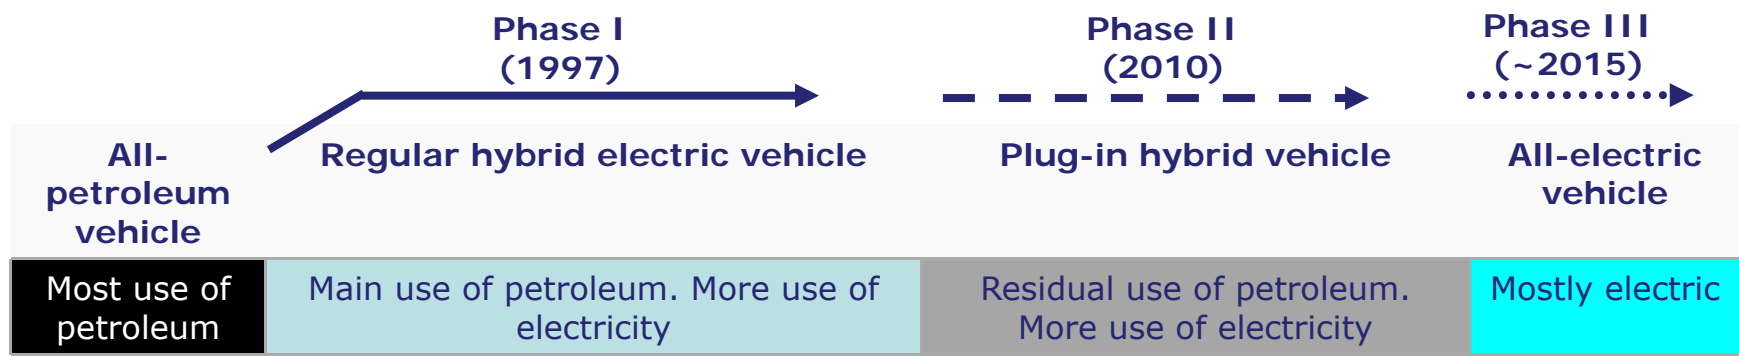 Phase I
(1997)
Phase II
(2010)
Phase III
(~2015)
All-
petroleum
vehicle
Regular hybrid electric vehicle
Plug-in hybrid vehicle
All-electric
vehicle
Most use of
petroleum
Main use of petroleum. More use of
electricity
Residual use of petroleum.
More use of electricity
Mostly electric